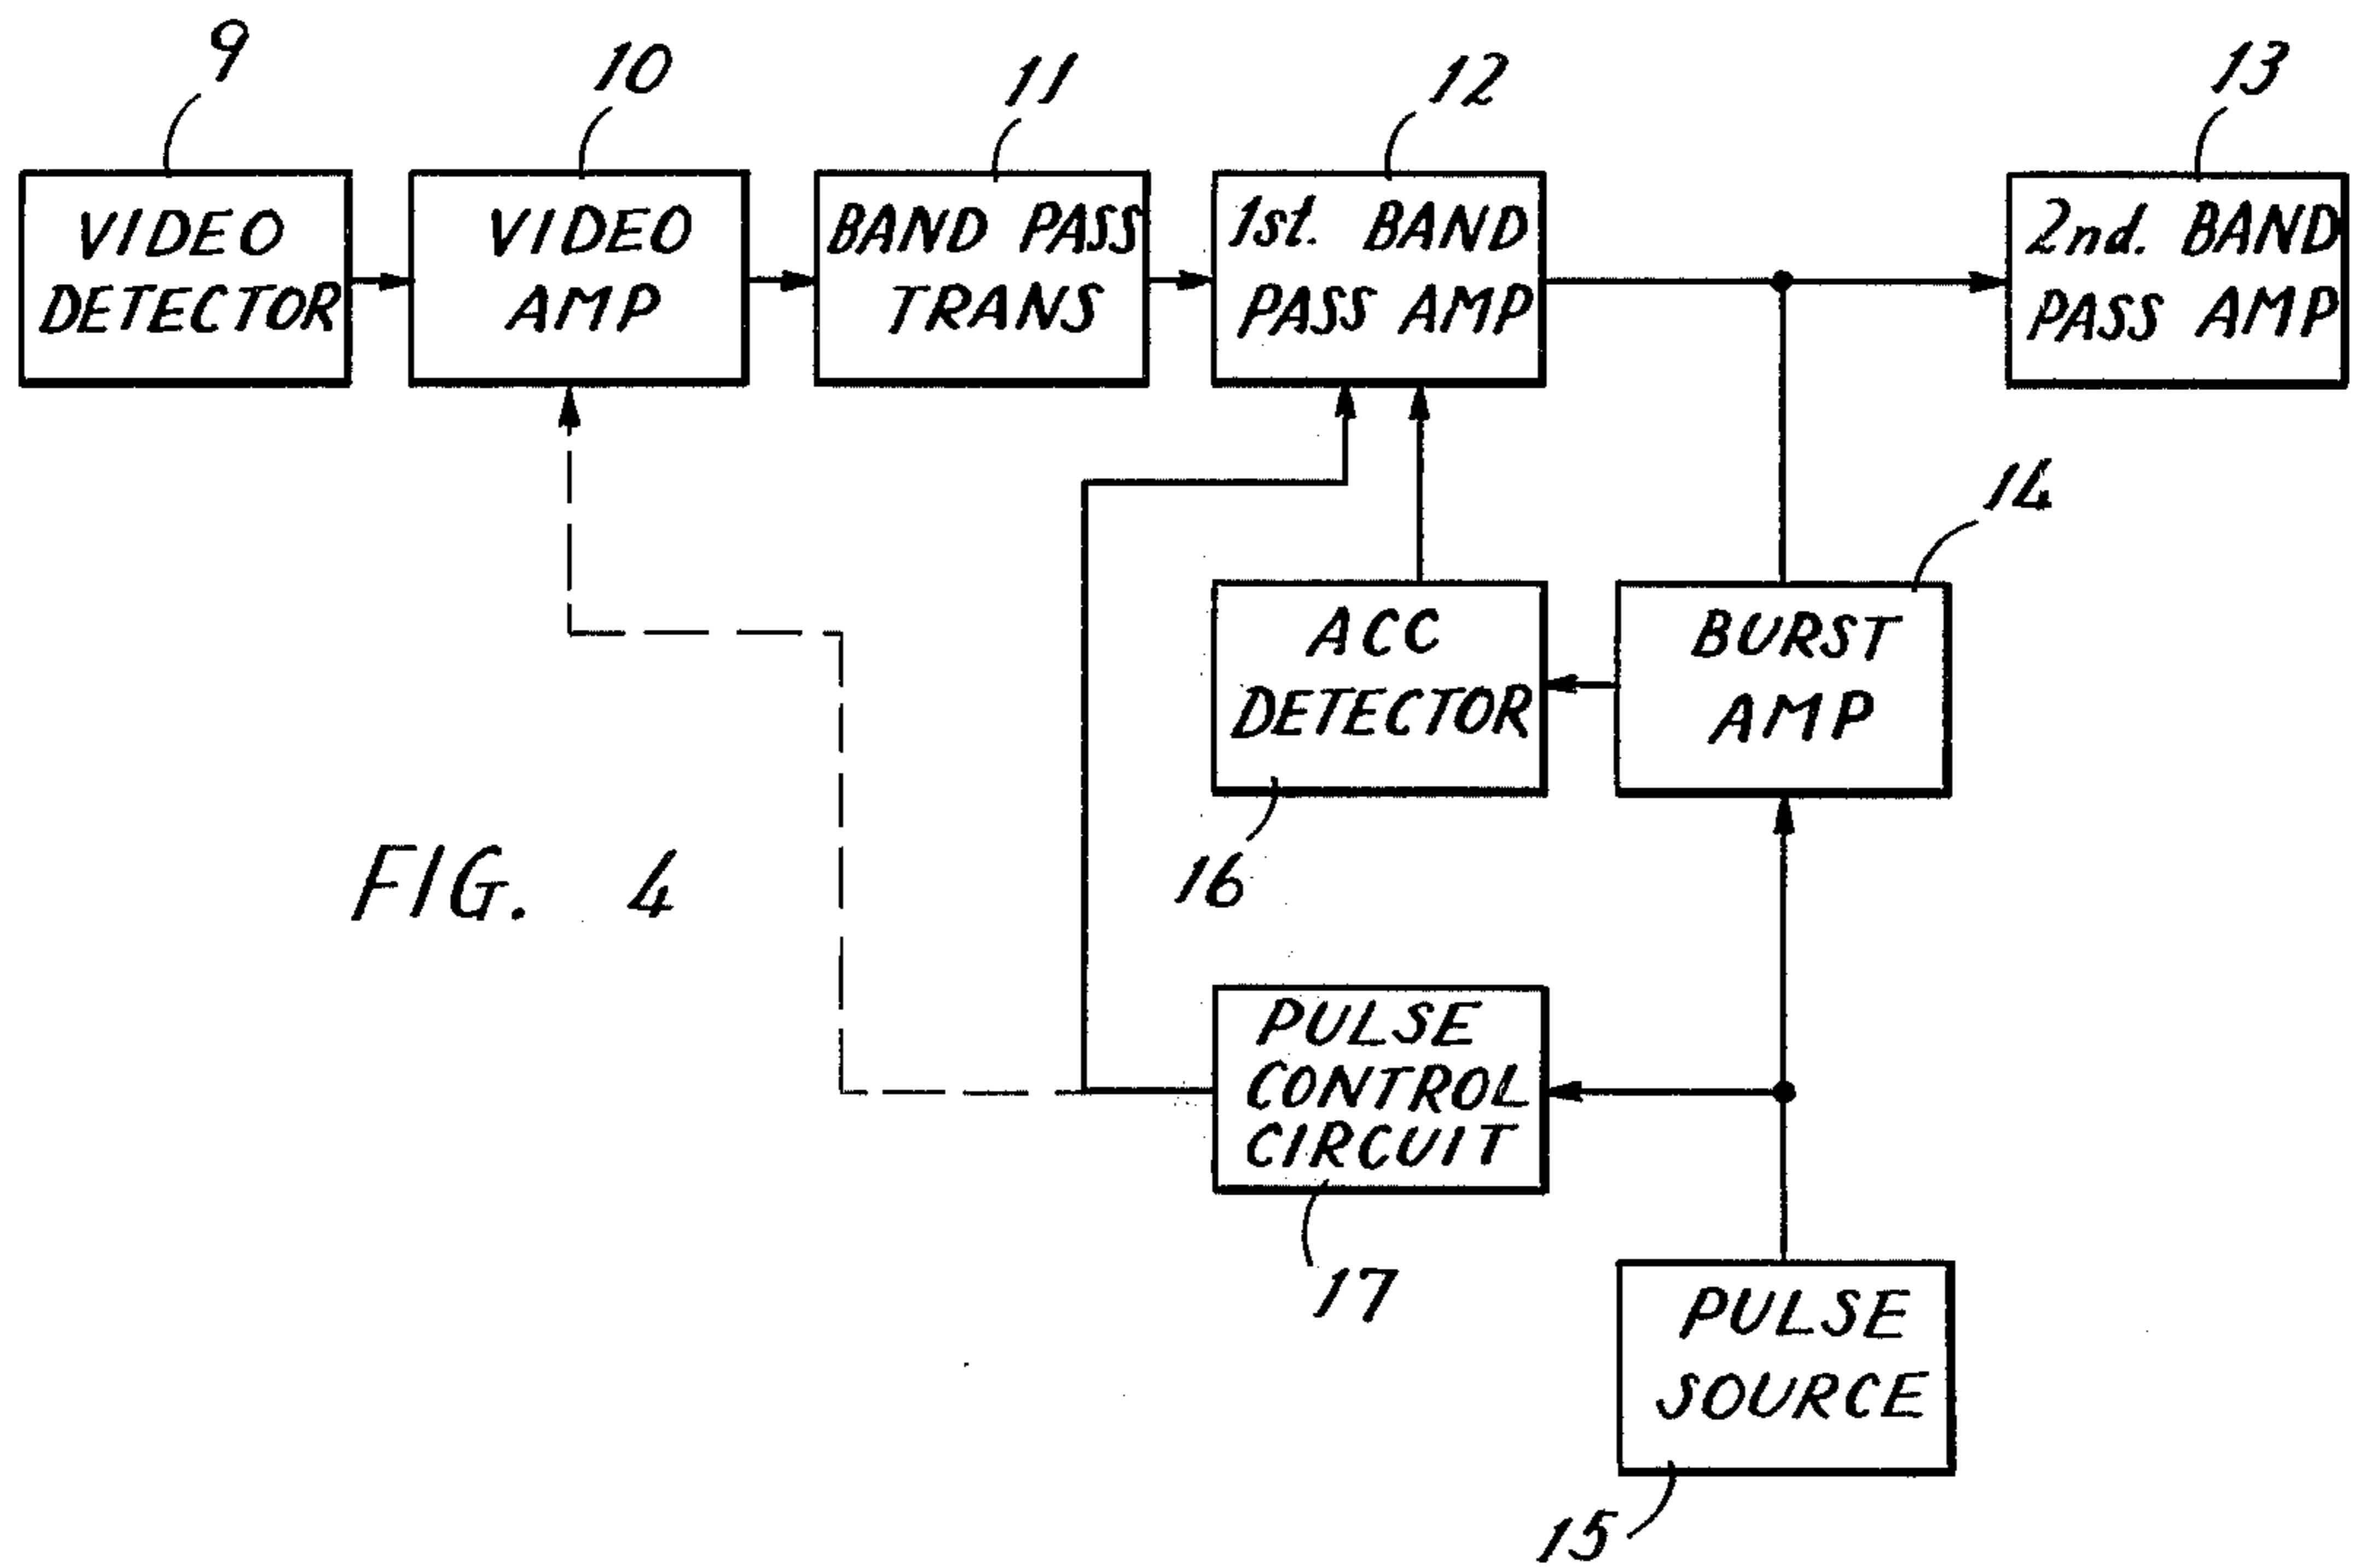 9
10
11
12
13
VIDEO
DETECTOR
VIDEO
AMP
BAND PASS
TRANS
1st. BAND
PASS AMP
2nd. BAND
PASS AMP
14
ACC
DETECTOR
BURST
AMP
16
FIG. 4
PULSE
CONTROL
CIRCUIT
17
PULSE
SOURCE
15